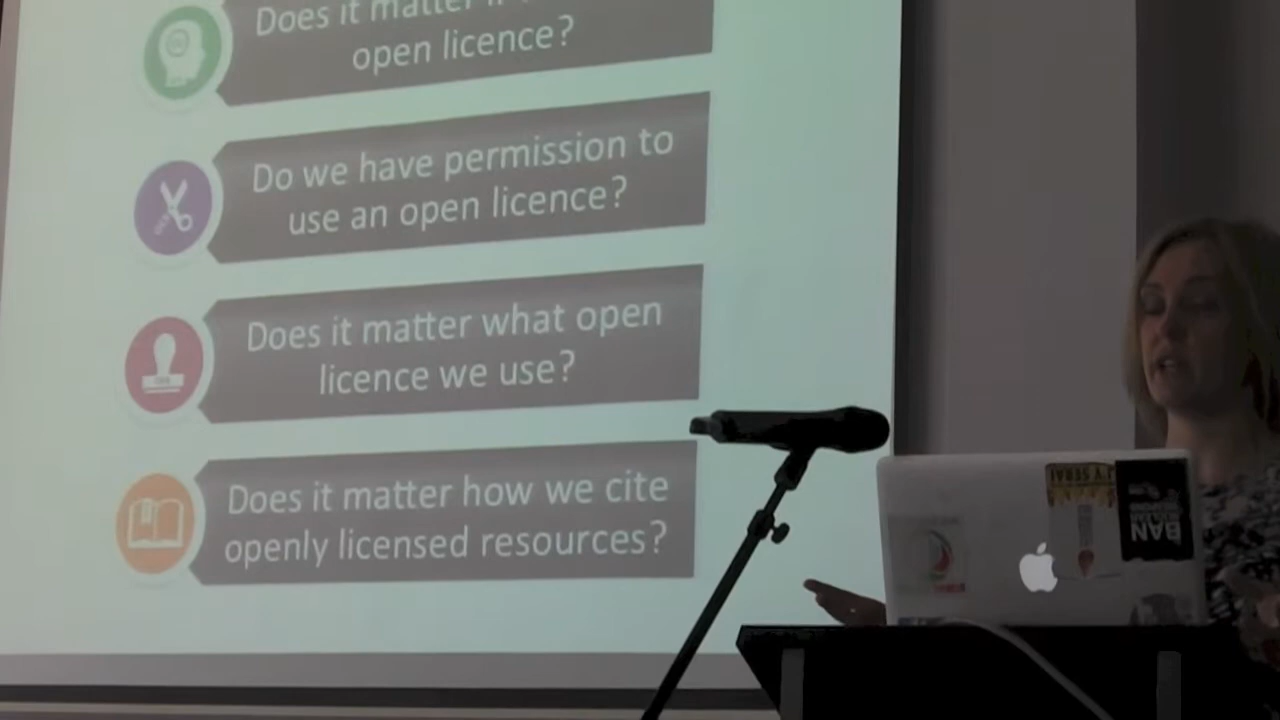 Does it matter
open licence?
Do we have permission to
use an open licence?
Does it matter what open
licence we use?
Does it matter how we cite
openly licensed resources?
BAN